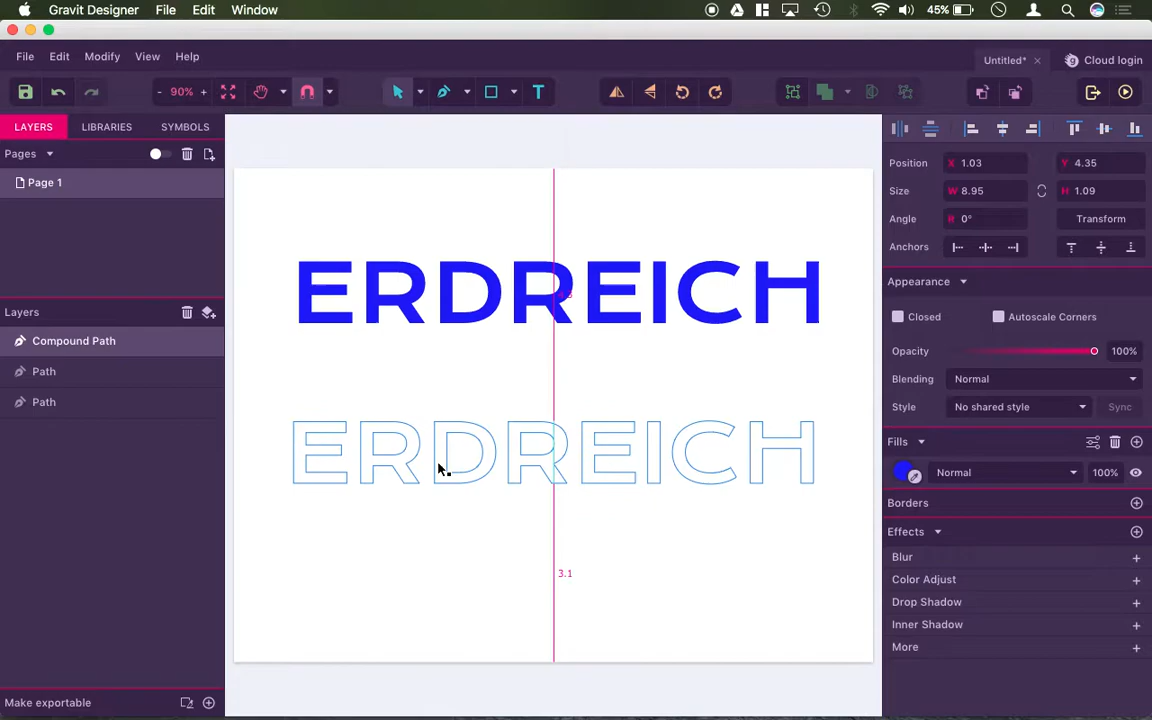 Gravit Designer File Edit Window 45%
File Edit Modify View Help Untitled* × Cloud login
- 90% + T
LAYERS LIBRARIES SYMBOLS
Pages
Page 1
Layers
Compound Path
Path
Path
Make exportable
ERDREICH
ERDREICH
3.1
Position X 1.03 Y 4.35
Size W 8.95 H 1.09
Angle R 0° Transform
Anchors
Appearance
Closed Autoscale Corners
Opacity 100%
Blending Normal
Style No shared style Sync
Fills
Normal 100%
Borders
Effects
Blur
Color Adjust
Drop Shadow
Inner Shadow
More